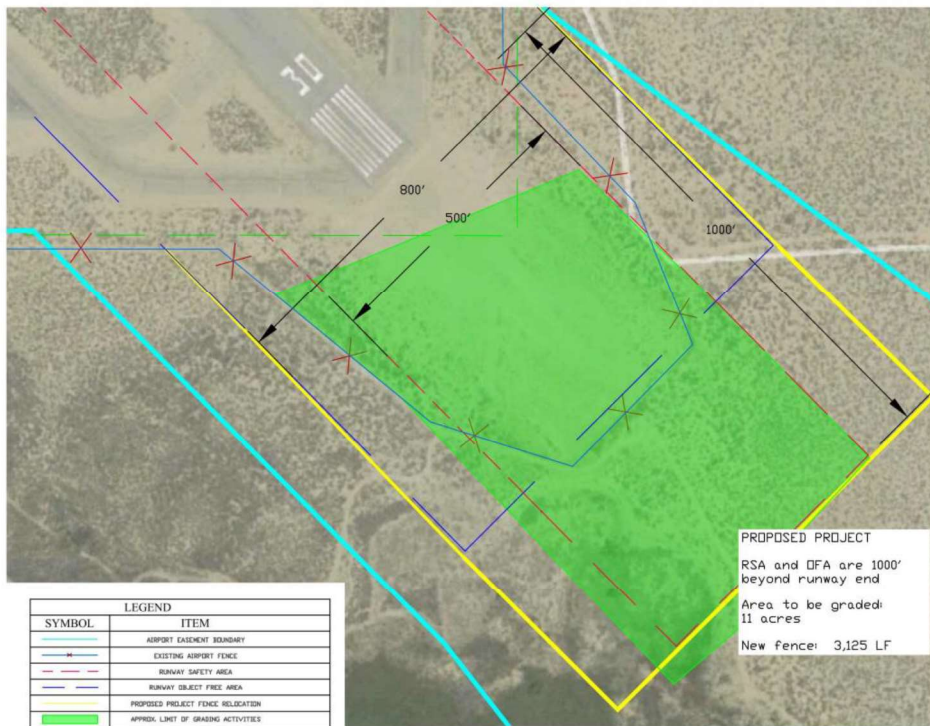 30
800'
500'
1000'
PROPOSED PROJECT
RSA and OFA are 1000'
beyond runway end
Area to be graded:
11 acres
New fence: 3,125 LF
LEGEND
SYMBOL ITEM
AIRPORT EASEMENT BOUNDARY
EXISTING AIRPORT FENCE
RUNWAY SAFETY AREA
RUNWAY OBJECT FREE AREA
PROPOSED PROJECT FENCE RELOCATION
APPROX. LIMIT OF GRADING ACTIVITIES